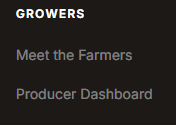 GROWERS
Meet the Farmers
Producer Dashboard